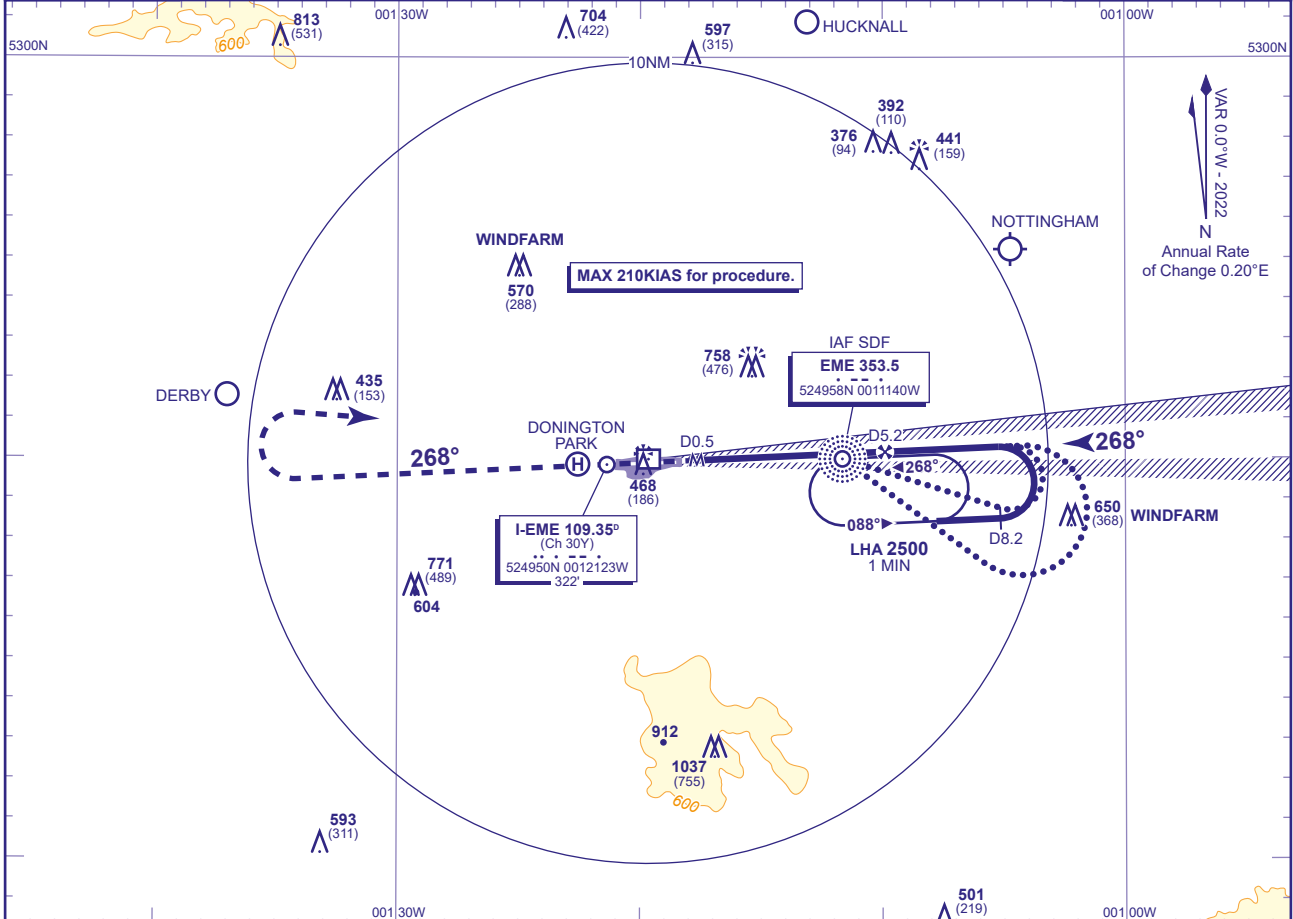 001:30W
001:00W
813
(531)
600
704
(422)
597
(315)
HUCKNALL
5300N
5300N
10NM
VAR 0.0°W - 2022
N
Annual Rate
of Change 0.20°E
392
(110)
376
(94)
441
(159)
NOTTINGHAM
WINDFARM
570
(288)
MAX 210KIAS for procedure.
758
(476)
IAF SDF
EME 353.5
524958N 0011140W
435
(153)
DERBY
DONINGTON
PARK
H
D0.5
M
D5.2
268°
268°
268°
468
(186)
088°
LHA 2500
1 MIN
D8.2
650
(368)
WINDFARM
I-EME 109.35ᴰ
(Ch 30Y)
524950N 0012123W
322'
771
(489)
604
912
1037
(755)
600
593
(311)
501
(219)
001:30W
001:00W